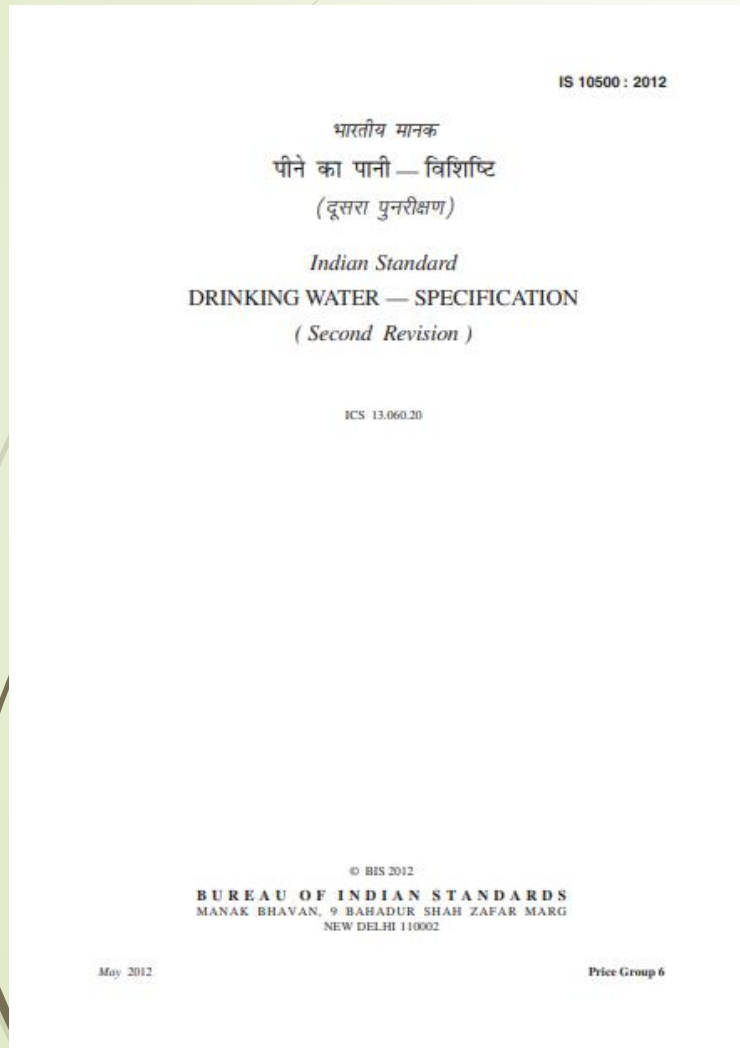 IS 10500 : 2012
भारतीय मानक
पीने का पानी — विशिष्टि
(दूसरा पुनरीक्षण)
Indian Standard
DRINKING WATER — SPECIFICATION
( Second Revision )
ICS 13.060.20
© BIS 2012
BUREAU OF INDIAN STANDARDS
MANAK BHAVAN, 9 BAHADUR SHAH ZAFAR MARG
NEW DELHI 110002
May 2012 Price Group 6